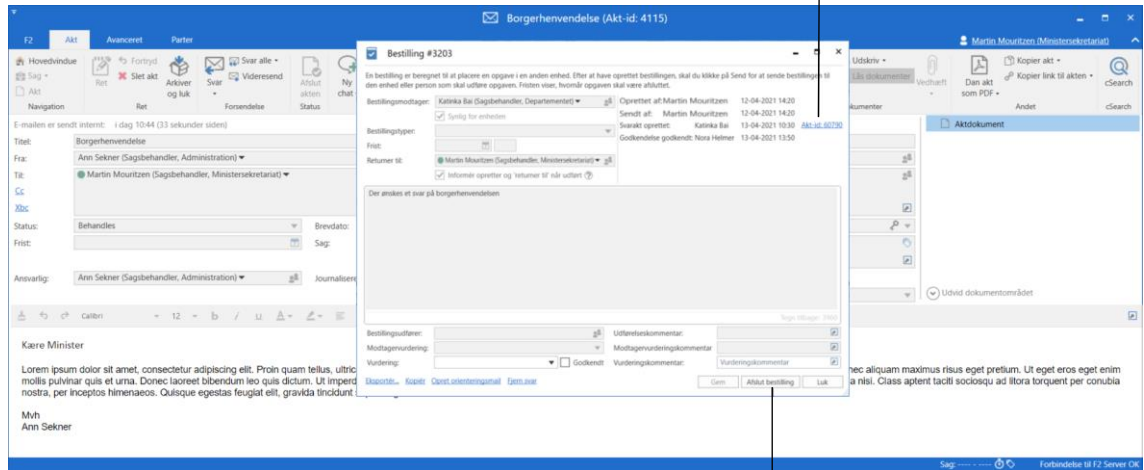 Borgerhenvendelse (Akt-id: 4115)
F2 Akt Avanceret Parter
Martin Mouritzen (Ministersekretariat)
Hovedvindue
Sag
Akt
Navigation
Ret
Fortryd
Slet akt
Arkiver og luk
Ret
Svar
Svar alle
Videresend
Forsendelse
Afslut akten
Status
Ny chat
Udskriv
Lås dokumenter
Vedhæft
Dan akt som PDF
Kopier akt
Kopier link til akten
Andet
cSearch
cSearch
E-mailen er sendt internt: i dag 10:44 (33 sekunder siden)
Titel: Borgerhenvendelse
Fra: Ann Sekner (Sagsbehandler, Administration)
Til: Martin Mouritzen (Sagsbehandler, Ministersekretariat)
Cc
Xbc
Status: Behandles
Brevdato:
Frist:
Sag:
Ansvarlig: Ann Sekner (Sagsbehandler, Administration)
Aktdokument
Udvid dokumentområdet
Calibri 12
Bestilling #3203
En bestilling er beregnet til at placere en opgave i en anden enhed. Efter at have oprettet bestillingen, skal du klikke på Send for at sende bestillingen til
den enhed eller person som skal udføre opgaven. Fristen viser, hvornår opgaven skal være afsluttet.
Bestillingsmodtager: Katinka Bai (Sagsbehandler, Departementet)
Synlig for enheden
Bestillingstyper:
Frist:
Returner til: Martin Mouritzen (Sagsbehandler, Ministersekretariat)
Informér opretter og 'returner til' når udført
Oprettet af: Martin Mouritzen 12-04-2021 14:20
Sendt af: Martin Mouritzen 12-04-2021 14:20
Svarakt oprettet: Katinka Bai 13-04-2021 10:30 Akt-id: 60790
Godkendelse godkendt: Nora Helmer 13-04-2021 13:50
Der ønskes et svar på borgerhenvendelsen
Bestillingsudfører: Udførelseskommentar:
Modtagervurdering: Modtagervurderingskommentar
Vurdering: Godkendt Vurderingskommentar: Vurderingskommentar
Eksportér... Kopiér Opret orienteringsmail Fjern svar
Gem Afslut bestilling Luk
Kære Minister
Lorem ipsum dolor sit amet, consectetur adipiscing elit. Proin quam tellus,
mollis pulvinar quis et urna. Donec laoreet bibendum leo quis dictum. Ut
nostra, per inceptos himenaeos. Quisque egestas feugiat elit, gravida tincidunt
nec aliquam maximus risus eget pretium. Ut eget eros eget enim
a nisi. Class aptent taciti sociosqu ad litora torquent per conubia
Mvh
Ann Sekner
Sag: Forbindelse til F2 Server OK